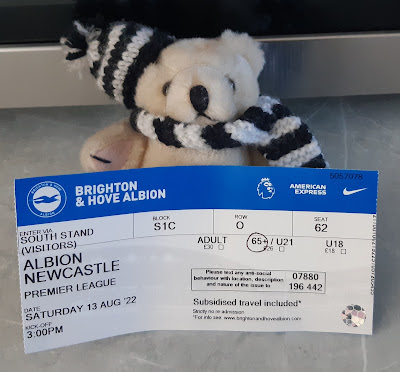 5057078
BRIGHTON
& HOVE ALBION
AMERICAN
EXPRESS
ENTER VIA
SOUTH STAND
(VISITORS)
BLOCK
S1C
ROW
O
SEAT
62
ADULT
£30
65+/ U21
£26
U18
£18
ALBION
NEWCASTLE
PREMIER LEAGUE
DATE
SATURDAY 13 AUG '22
KICK-OFF
3:00PM
Please text any anti-social
behaviour with location, description
and nature of the issue to
07880
196 442
Subsidised travel included*
Strictly no re admission
*For info see: www.brightonandhovealbion.com